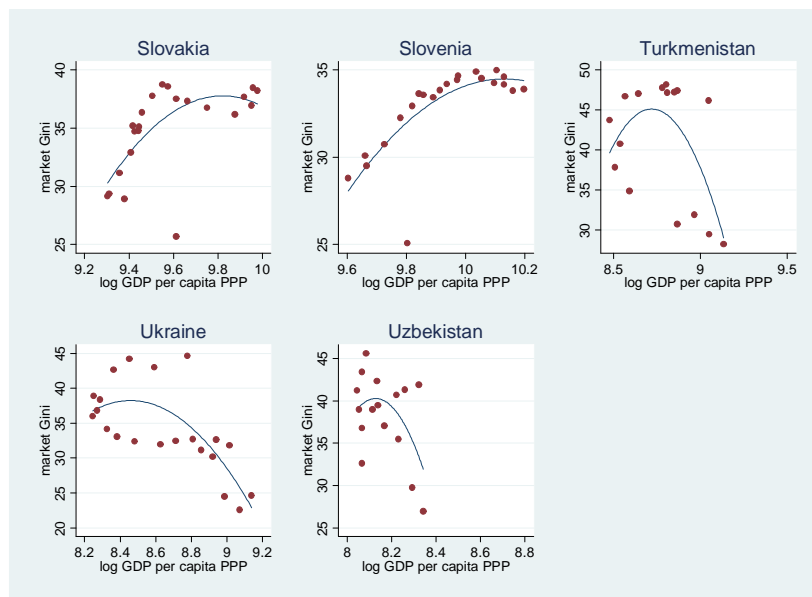 Slovakia
market Gini
40
35
30
25
9.2 9.4 9.6 9.8 10
log GDP per capita PPP
Slovenia
market Gini
35
30
25
9.6 9.8 10 10.2
log GDP per capita PPP
Turkmenistan
market Gini
50
45
40
35
30
8.5 9 9.5
log GDP per capita PPP
Ukraine
market Gini
45
40
35
30
25
20
8.2 8.4 8.6 8.8 9 9.2
log GDP per capita PPP
Uzbekistan
market Gini
45
40
35
30
25
8 8.2 8.4 8.6 8.8
log GDP per capita PPP